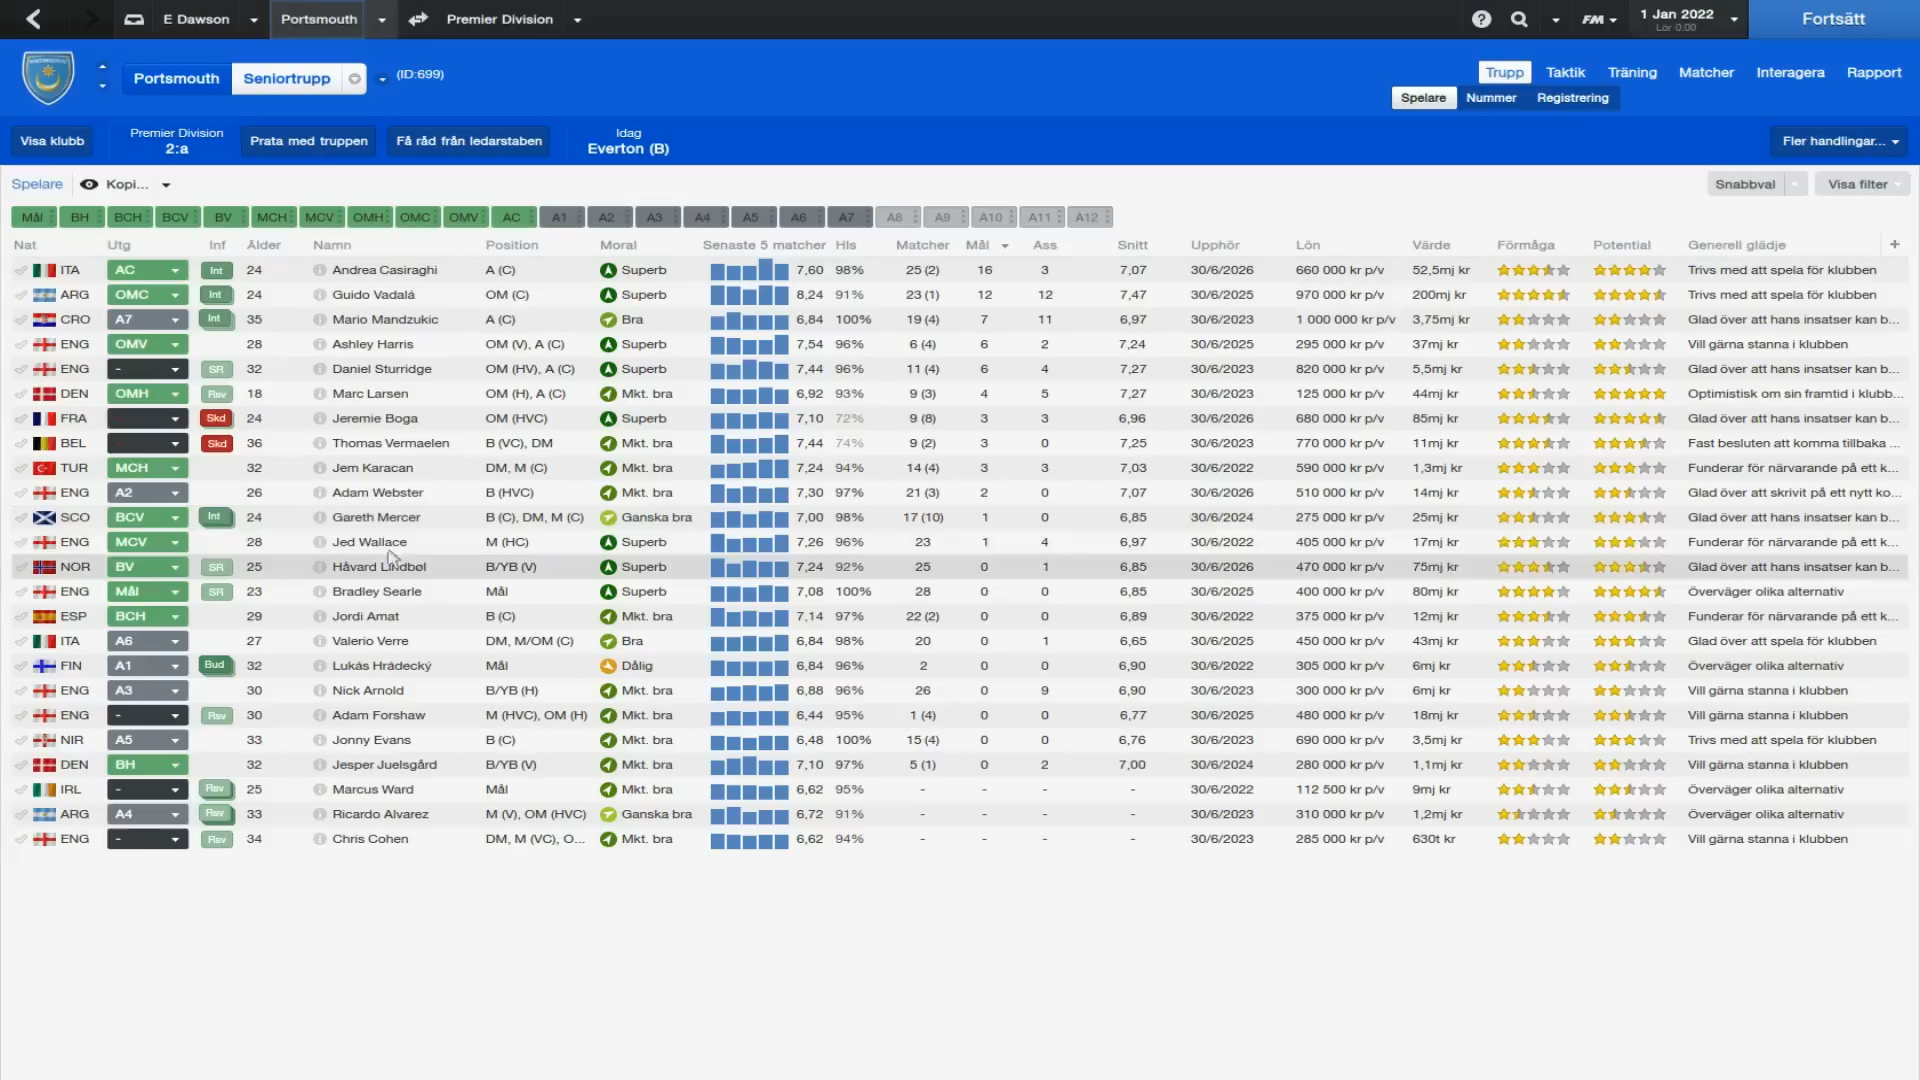 E Dawson Portsmouth Premier Division ? FM 1 Jan 2022 Fortsätt
Lör 0:00
Portsmouth Seniortrupp (ID:699) Trupp Taktik Träning Matcher Interagera Rapport
Spelare Nummer Registrering
Visa klubb Premier Division Prata med truppen Få råd från ledarstaben Idag Fler handlingar...
2:a Everton (B)
Spelare Kopi... Snabbval Visa filter
Mål BH BCH BCV BV MCH MCV OMH OMC OMV AC A1 A2 A3 A4 A5 A6 A7 A8 A9 A10 A11 A12
Nat Utg Inf Ålder Namn Position Moral Senaste 5 matcher Hls Matcher Mål Ass Snitt Upphör Lön Värde Förmåga Potential Generell glädje +
ITA AC Int 24 Andrea Casiraghi A (C) Superb 7,60 98% 25 (2) 16 3 7,07 30/6/2026 660 000 kr p/v 52,5mj kr Trivs med att spela för klubben
ARG OMC Int 24 Guido Vadalá OM (C) Superb 8,24 91% 23 (1) 12 12 7,47 30/6/2025 970 000 kr p/v 200mj kr Trivs med att spela för klubben
CRO A7 Int 35 Mario Mandzukic A (C) Bra 6,84 100% 19 (4) 7 11 6,97 30/6/2023 1 000 000 kr p/v 3,75mj kr Glad över att hans insatser kan b...
ENG OMV 28 Ashley Harris OM (V), A (C) Superb 7,54 96% 6 (4) 6 2 7,24 30/6/2025 295 000 kr p/v 37mj kr Vill gärna stanna i klubben
ENG - SR 32 Daniel Sturridge OM (HV), A (C) Superb 7,44 96% 11 (4) 6 4 7,27 30/6/2023 820 000 kr p/v 5,5mj kr Glad över att hans insatser kan b...
DEN OMH Rsv 18 Marc Larsen OM (H), A (C) Mkt. bra 6,92 93% 9 (3) 4 5 7,27 30/6/2023 125 000 kr p/v 44mj kr Optimistisk om sin framtid i klubb...
FRA - Skd 24 Jeremie Boga OM (HVC) Superb 7,10 72% 9 (8) 3 3 6,96 30/6/2026 680 000 kr p/v 85mj kr Glad över att hans insatser kan b...
BEL - Skd 36 Thomas Vermaelen B (VC), DM Mkt. bra 7,44 74% 9 (2) 3 0 7,25 30/6/2023 770 000 kr p/v 11mj kr Fast besluten att komma tillbaka ...
TUR MCH 32 Jem Karacan DM, M (C) Mkt. bra 7,24 94% 14 (4) 3 3 7,03 30/6/2022 590 000 kr p/v 1,3mj kr Funderar för närvarande på ett k...
ENG A2 26 Adam Webster B (HVC) Mkt. bra 7,30 97% 21 (3) 2 0 7,07 30/6/2026 510 000 kr p/v 14mj kr Glad över att skrivit på ett nytt ko...
SCO BCV Int 24 Gareth Mercer B (C), DM, M (C) Ganska bra 7,00 98% 17 (10) 1 0 6,85 30/6/2024 275 000 kr p/v 25mj kr Glad över att hans insatser kan b...
ENG MCV 28 Jed Wallace M (HC) Superb 7,26 96% 23 1 4 6,97 30/6/2022 405 000 kr p/v 17mj kr Funderar för närvarande på ett k...
NOR BV SR 25 Håvard Lindbøl B/YB (V) Superb 7,24 92% 25 0 1 6,85 30/6/2026 470 000 kr p/v 75mj kr Glad över att hans insatser kan b...
ENG Mål SR 23 Bradley Searle Mål Superb 7,08 100% 28 0 0 6,85 30/6/2025 400 000 kr p/v 80mj kr Överväger olika alternativ
ESP BCH 29 Jordi Amat B (C) Mkt. bra 7,14 97% 22 (2) 0 0 6,89 30/6/2022 375 000 kr p/v 12mj kr Funderar för närvarande på ett k...
ITA A6 27 Valerio Verre DM, M/OM (C) Bra 6,84 98% 20 0 1 6,65 30/6/2025 450 000 kr p/v 43mj kr Glad över att spela för klubben
FIN A1 Bud 32 Lukás Hrádecký Mål Dålig 6,84 96% 2 0 0 6,90 30/6/2022 305 000 kr p/v 6mj kr Överväger olika alternativ
ENG A3 30 Nick Arnold B/YB (H) Mkt. bra 6,88 96% 26 0 9 6,90 30/6/2023 300 000 kr p/v 6mj kr Vill gärna stanna i klubben
ENG - Rsv 30 Adam Forshaw M (HVC), OM (H) Mkt. bra 6,44 95% 1 (4) 0 0 6,77 30/6/2025 480 000 kr p/v 18mj kr Vill gärna stanna i klubben
NIR A5 33 Jonny Evans B (C) Mkt. bra 6,48 100% 15 (4) 0 0 6,76 30/6/2023 690 000 kr p/v 3,5mj kr Trivs med att spela för klubben
DEN BH 32 Jesper Juelsgård B/YB (V) Mkt. bra 7,10 97% 5 (1) 0 2 7,00 30/6/2024 280 000 kr p/v 1,1mj kr Vill gärna stanna i klubben
IRL - Rsv 25 Marcus Ward Mål Mkt. bra 6,62 95% - - - - 30/6/2022 112 500 kr p/v 9mj kr Överväger olika alternativ
ARG A4 Rsv 33 Ricardo Alvarez M (V), OM (HVC) Ganska bra 6,72 91% - - - - 30/6/2023 310 000 kr p/v 1,2mj kr Överväger olika alternativ
ENG - Rsv 34 Chris Cohen DM, M (VC), O... Mkt. bra 6,62 94% - - - - 30/6/2023 285 000 kr p/v 630t kr Vill gärna stanna i klubben